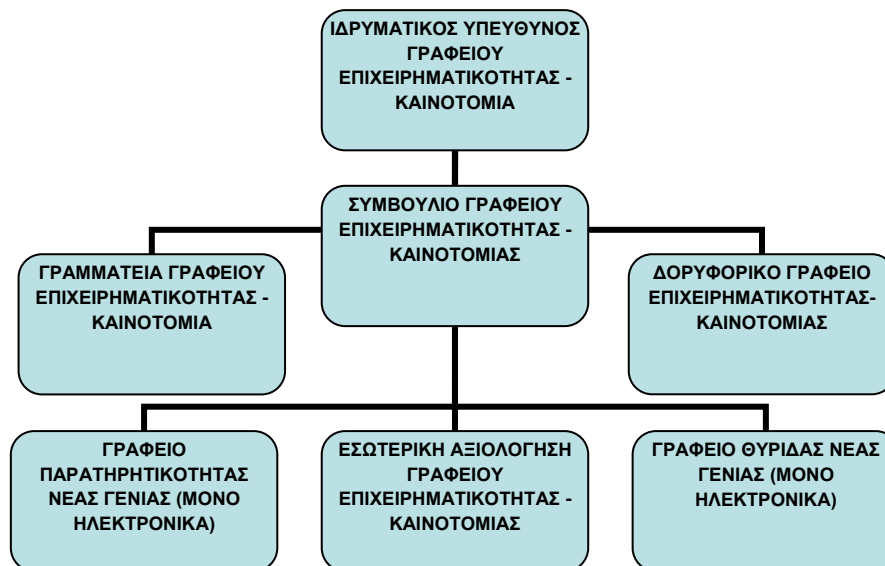 ΙΔΡΥΜΑΤΙΚΟΣ ΥΠΕΥΘΥΝΟΣ
ΓΡΑΦΕΙΟΥ
ΕΠΙΧΕΙΡΗΜΑΤΙΚΟΤΗΤΑΣ -
ΚΑΙΝΟΤΟΜΙΑ
ΣΥΜΒΟΥΛΙΟ ΓΡΑΦΕΙΟΥ
ΕΠΙΧΕΙΡΗΜΑΤΙΚΟΤΗΤΑΣ -
ΚΑΙΝΟΤΟΜΙΑΣ
ΓΡΑΜΜΑΤΕΙΑ ΓΡΑΦΕΙΟΥ
ΕΠΙΧΕΙΡΗΜΑΤΙΚΟΤΗΤΑΣ -
ΚΑΙΝΟΤΟΜΙΑ
ΔΟΡΥΦΟΡΙΚΟ ΓΡΑΦΕΙΟ
ΕΠΙΧΕΙΡΗΜΑΤΙΚΟΤΗΤΑΣ-
ΚΑΙΝΟΤΟΜΙΑΣ
ΓΡΑΦΕΙΟ
ΠΑΡΑΤΗΡΗΤΙΚΟΤΗΤΑΣ
ΝΕΑΣ ΓΕΝΙΑΣ (ΜΟΝΟ
ΗΛΕΚΤΡΟΝΙΚΑ)
ΕΣΩΤΕΡΙΚΗ ΑΞΙΟΛΟΓΗΣΗ
ΓΡΑΦΕΙΟΥ
ΕΠΙΧΕΙΡΗΜΑΤΙΚΟΤΗΤΑΣ -
ΚΑΙΝΟΤΟΜΙΑΣ
ΓΡΑΦΕΙΟ ΘΥΡΙΔΑΣ ΝΕΑΣ
ΓΕΝΙΑΣ (ΜΟΝΟ
ΗΛΕΚΤΡΟΝΙΚΑ)